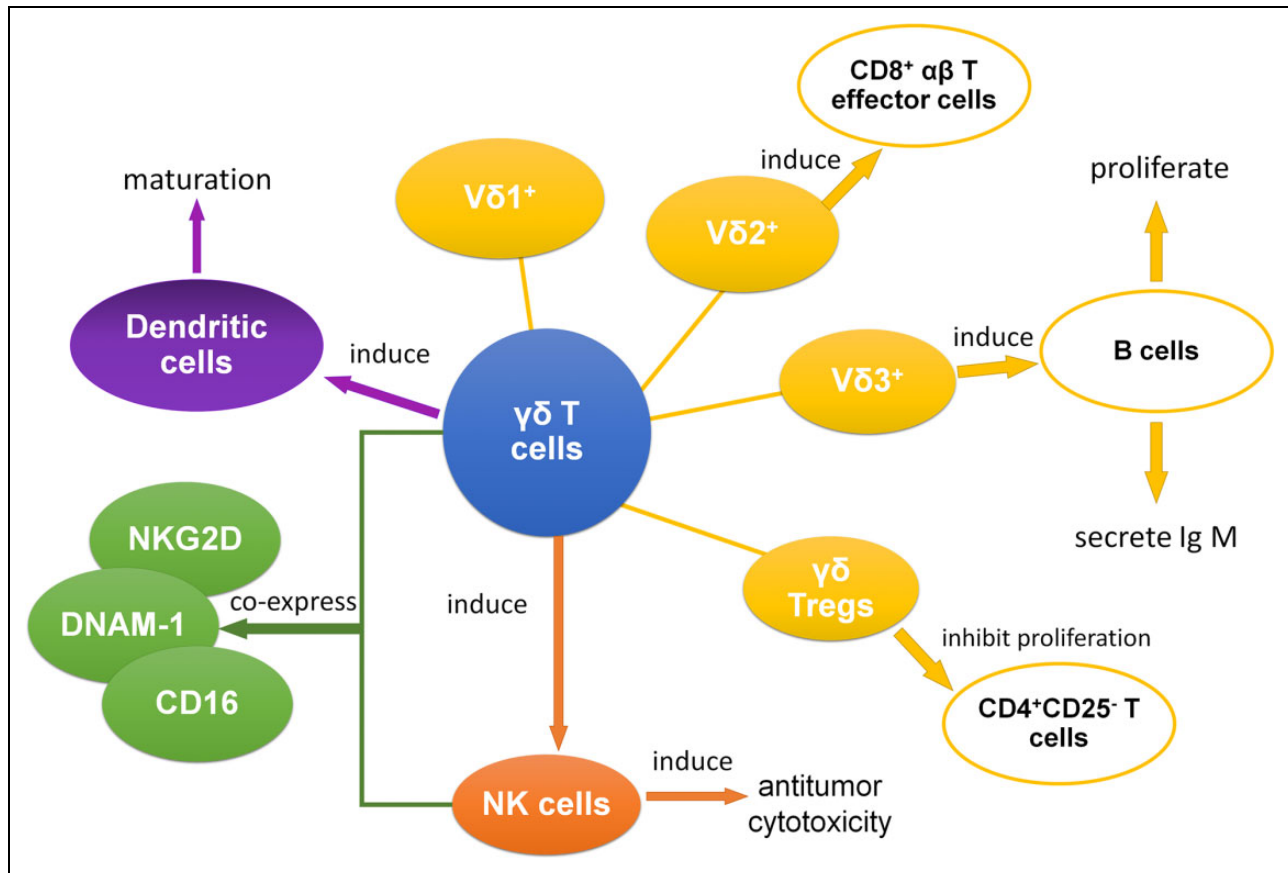 CD8⁺ αβ T
effector cells
induce
proliferate
maturation
Vδ1⁺
Vδ2⁺
Dendritic
cells
induce
γδ T
cells
Vδ3⁺
induce
B cells
secrete Ig M
NKG2D
DNAM-1
CD16
co-express
induce
γδ
Tregs
inhibit proliferation
CD4⁺CD25⁻ T
cells
NK cells
induce
antitumor
cytotoxicity